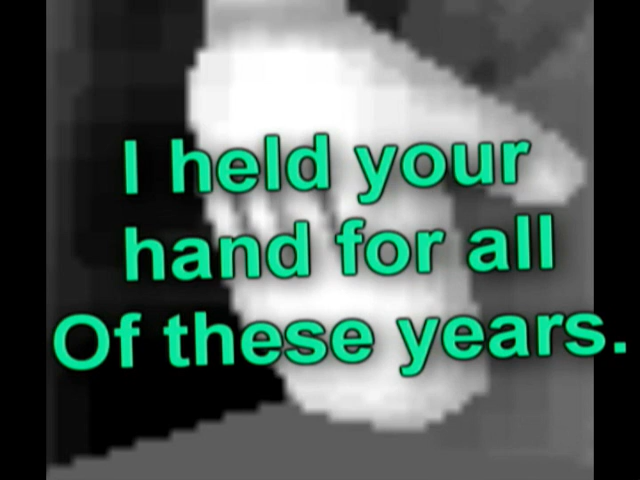 I held your
hand for all
Of these years.